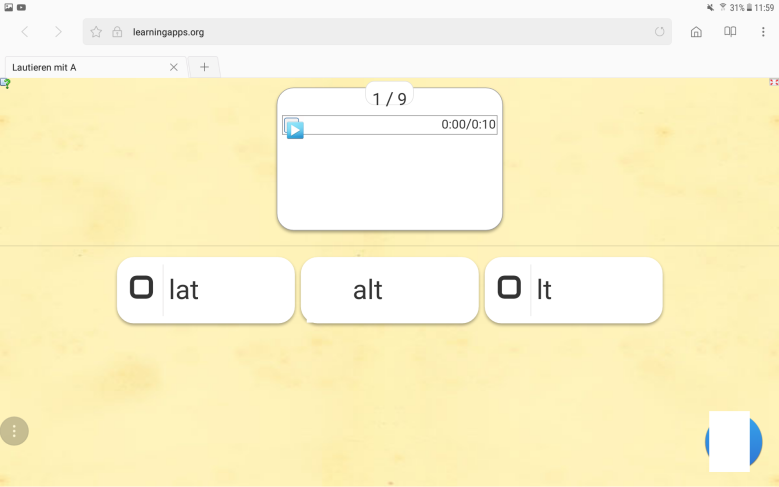 31% 11:59
learningapps.org
Lautieren mit A
1 / 9
0:00/0:10
lat
alt
lt